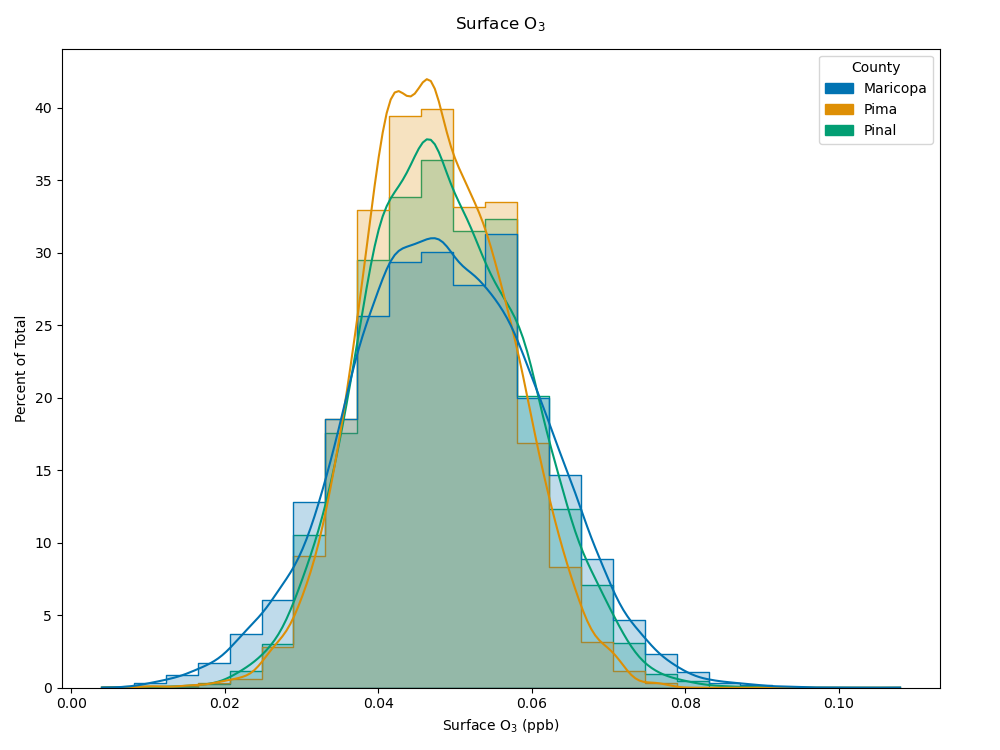 Surface O₃
County
Maricopa
Pima
Pinal
Percent of Total
40
35
30
25
20
15
10
5
0
0.00 0.02 0.04 0.06 0.08 0.10
Surface O₃ (ppb)